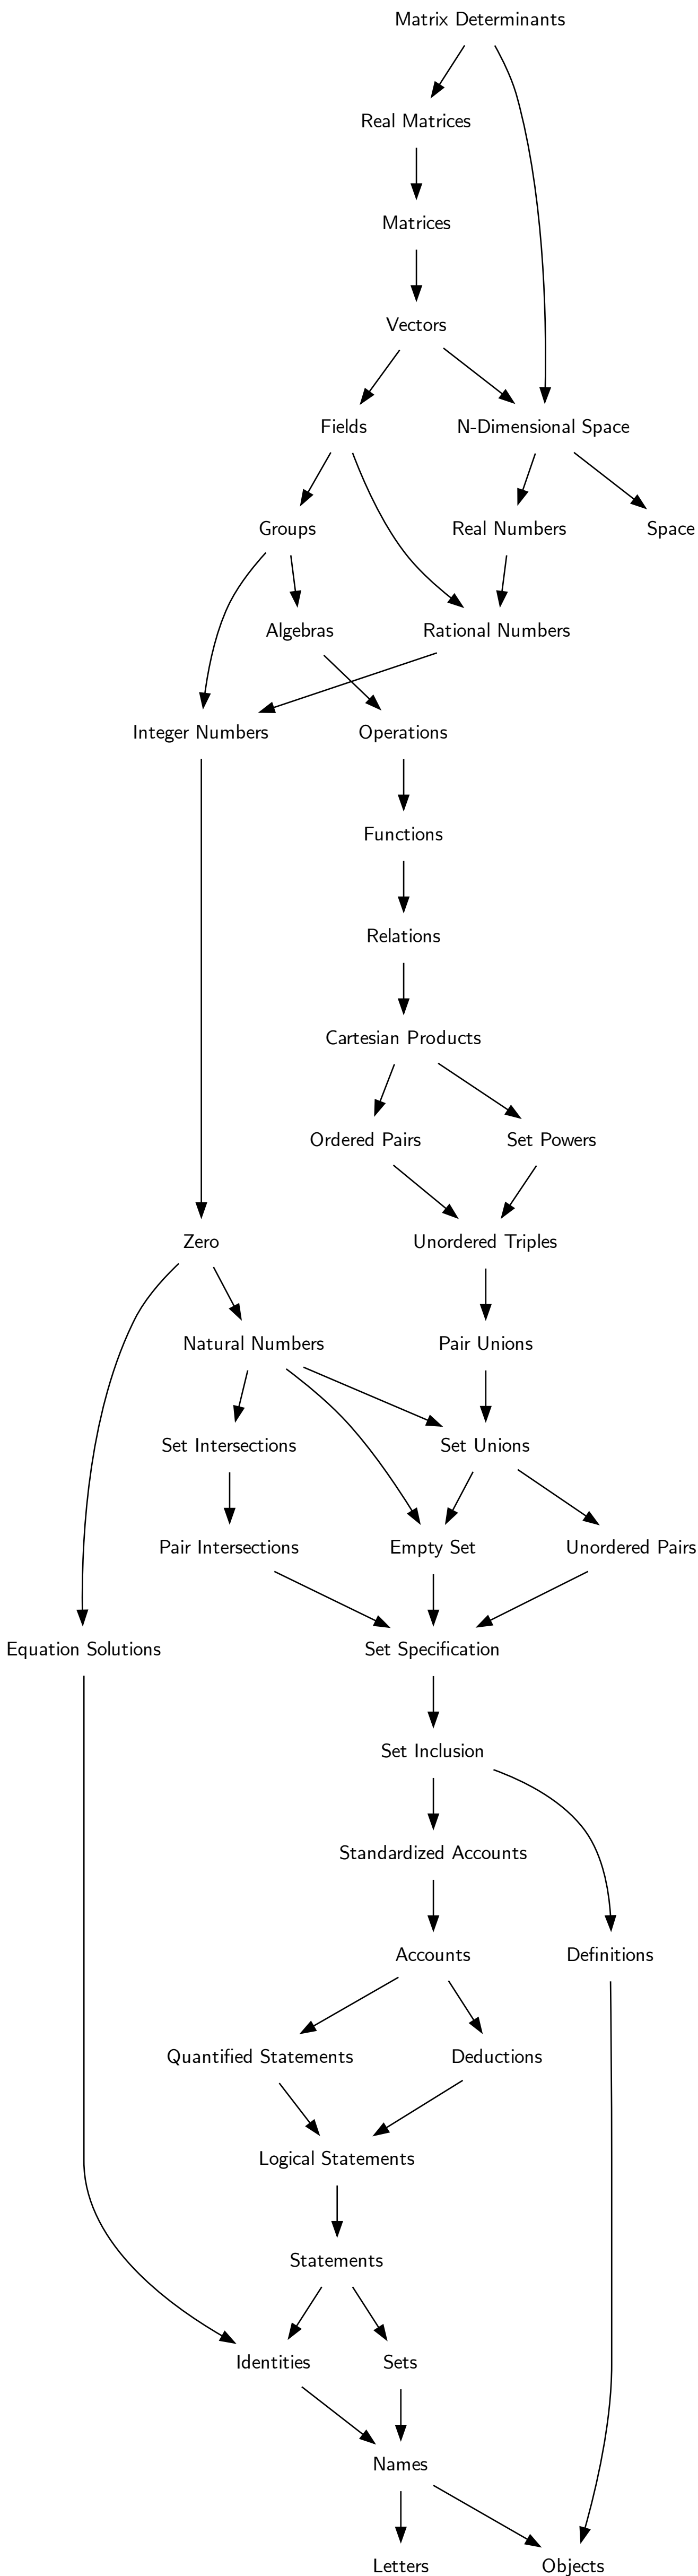 Matrix Determinants
Real Matrices
Matrices
Vectors
Fields
N-Dimensional Space
Groups
Real Numbers
Space
Algebras
Rational Numbers
Integer Numbers
Operations
Functions
Relations
Cartesian Products
Ordered Pairs
Set Powers
Zero
Unordered Triples
Natural Numbers
Pair Unions
Set Intersections
Set Unions
Pair Intersections
Empty Set
Unordered Pairs
Equation Solutions
Set Specification
Set Inclusion
Standardized Accounts
Accounts
Definitions
Quantified Statements
Deductions
Logical Statements
Statements
Identities
Sets
Names
Letters
Objects